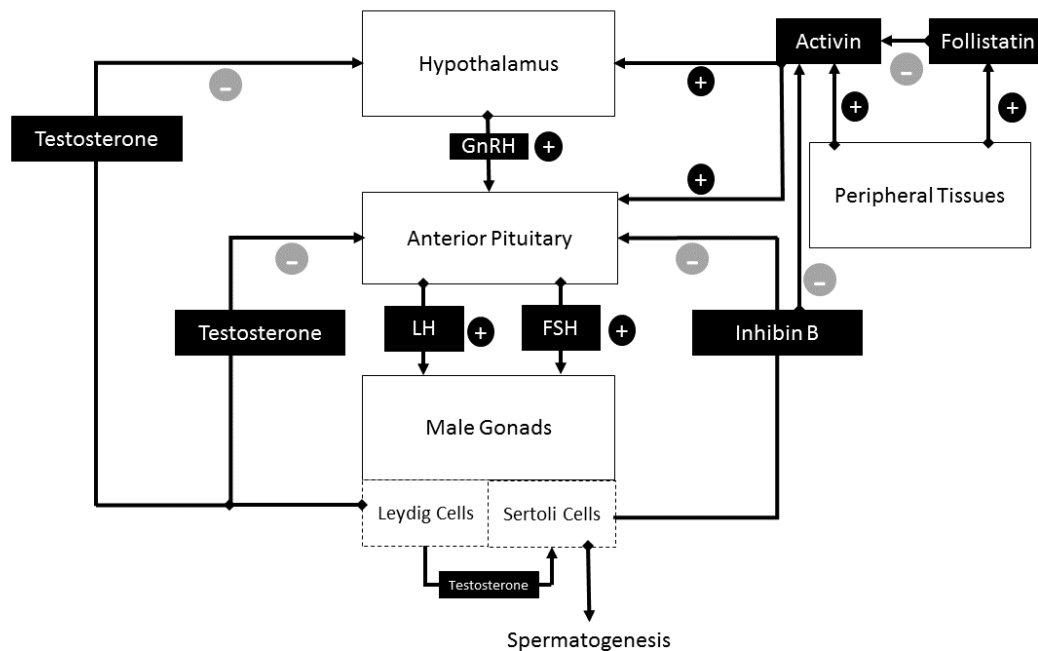 Hypothalamus
Activin
Follistatin
–
+
–
+
+
Testosterone
GnRH
+
+
Peripheral Tissues
Anterior Pituitary
–
–
–
Testosterone
LH
+
FSH
+
Inhibin B
Male Gonads
Leydig Cells
Sertoli Cells
Testosterone
Spermatogenesis